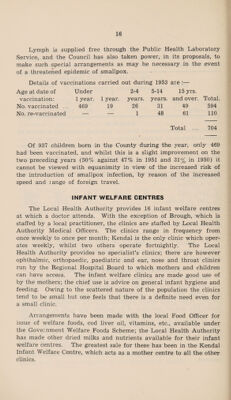 16
Lymph is supplied free through the Public Health Laboratory
Service, and the Council has also taken power, in its proposals, to
make such special arrangements as may be necessary in the event
of a threatened epidemic of smallpox.
Details of vaccinations carried out during 1953 are :—
Age at date of Under 2-4 5-14 15 yrs.
vaccination: 1 year. 1 year. years. years. and over. Total.
No. vaccinated ... 469 19 26 31 49 594
No. re-vaccinated — — 1 48 61 110
Total ... 704
Of 937 children born in the County during the year, only 469
had been vaccinated, and whilst this is a slight improvement on the
two preceding years (50% against 47% in 1951 and in 1950) it
cannot be viewed with equanimity in view of the increased risk of
the introduction of smallpox infection, by reason of the increased
speed and range of foreign travel.
INFANT WELFARE CENTRES
The Local Health Authority provides 16 infant welfare centres
at which a doctor attends. With the exception of Brough, which is
staffed by a local practitioner, the clinics are staffed by Local Health
Authority Medical Officers. The clinics range in frequency from
once weekly to once per month; Kendal is the only clinic which oper-
ates weekly, whilst two others operate fortnightly. The Local
Health Authority provides no specialist's clinics; there are however
ophthalmic, orthopaedic, paediatric and ear, nose and throat clinics
run by the Regional Hospital Board to which mothers and children
can have access. The infant welfare clinics are made good use of
by the mothers; the chief use is advice on general infant hygiene and
feeding. Owing to the scattered nature of the population the clinics
tend to be small but one feels that there is a definite need even for
a small clinic.
Arrangements have been made with the local Food Officer for
issue of welfare foods, cod liver oil, vitamins, etc., available under
the Government Welfare Foods Scheme; the Local Health Authority
has made other dried milks and nutrients available for their infant
welfare centres. The greatest sale for these has been in the Kendal
Infant Welfare Centre, which acts as a mother centre to all the other
clinics.